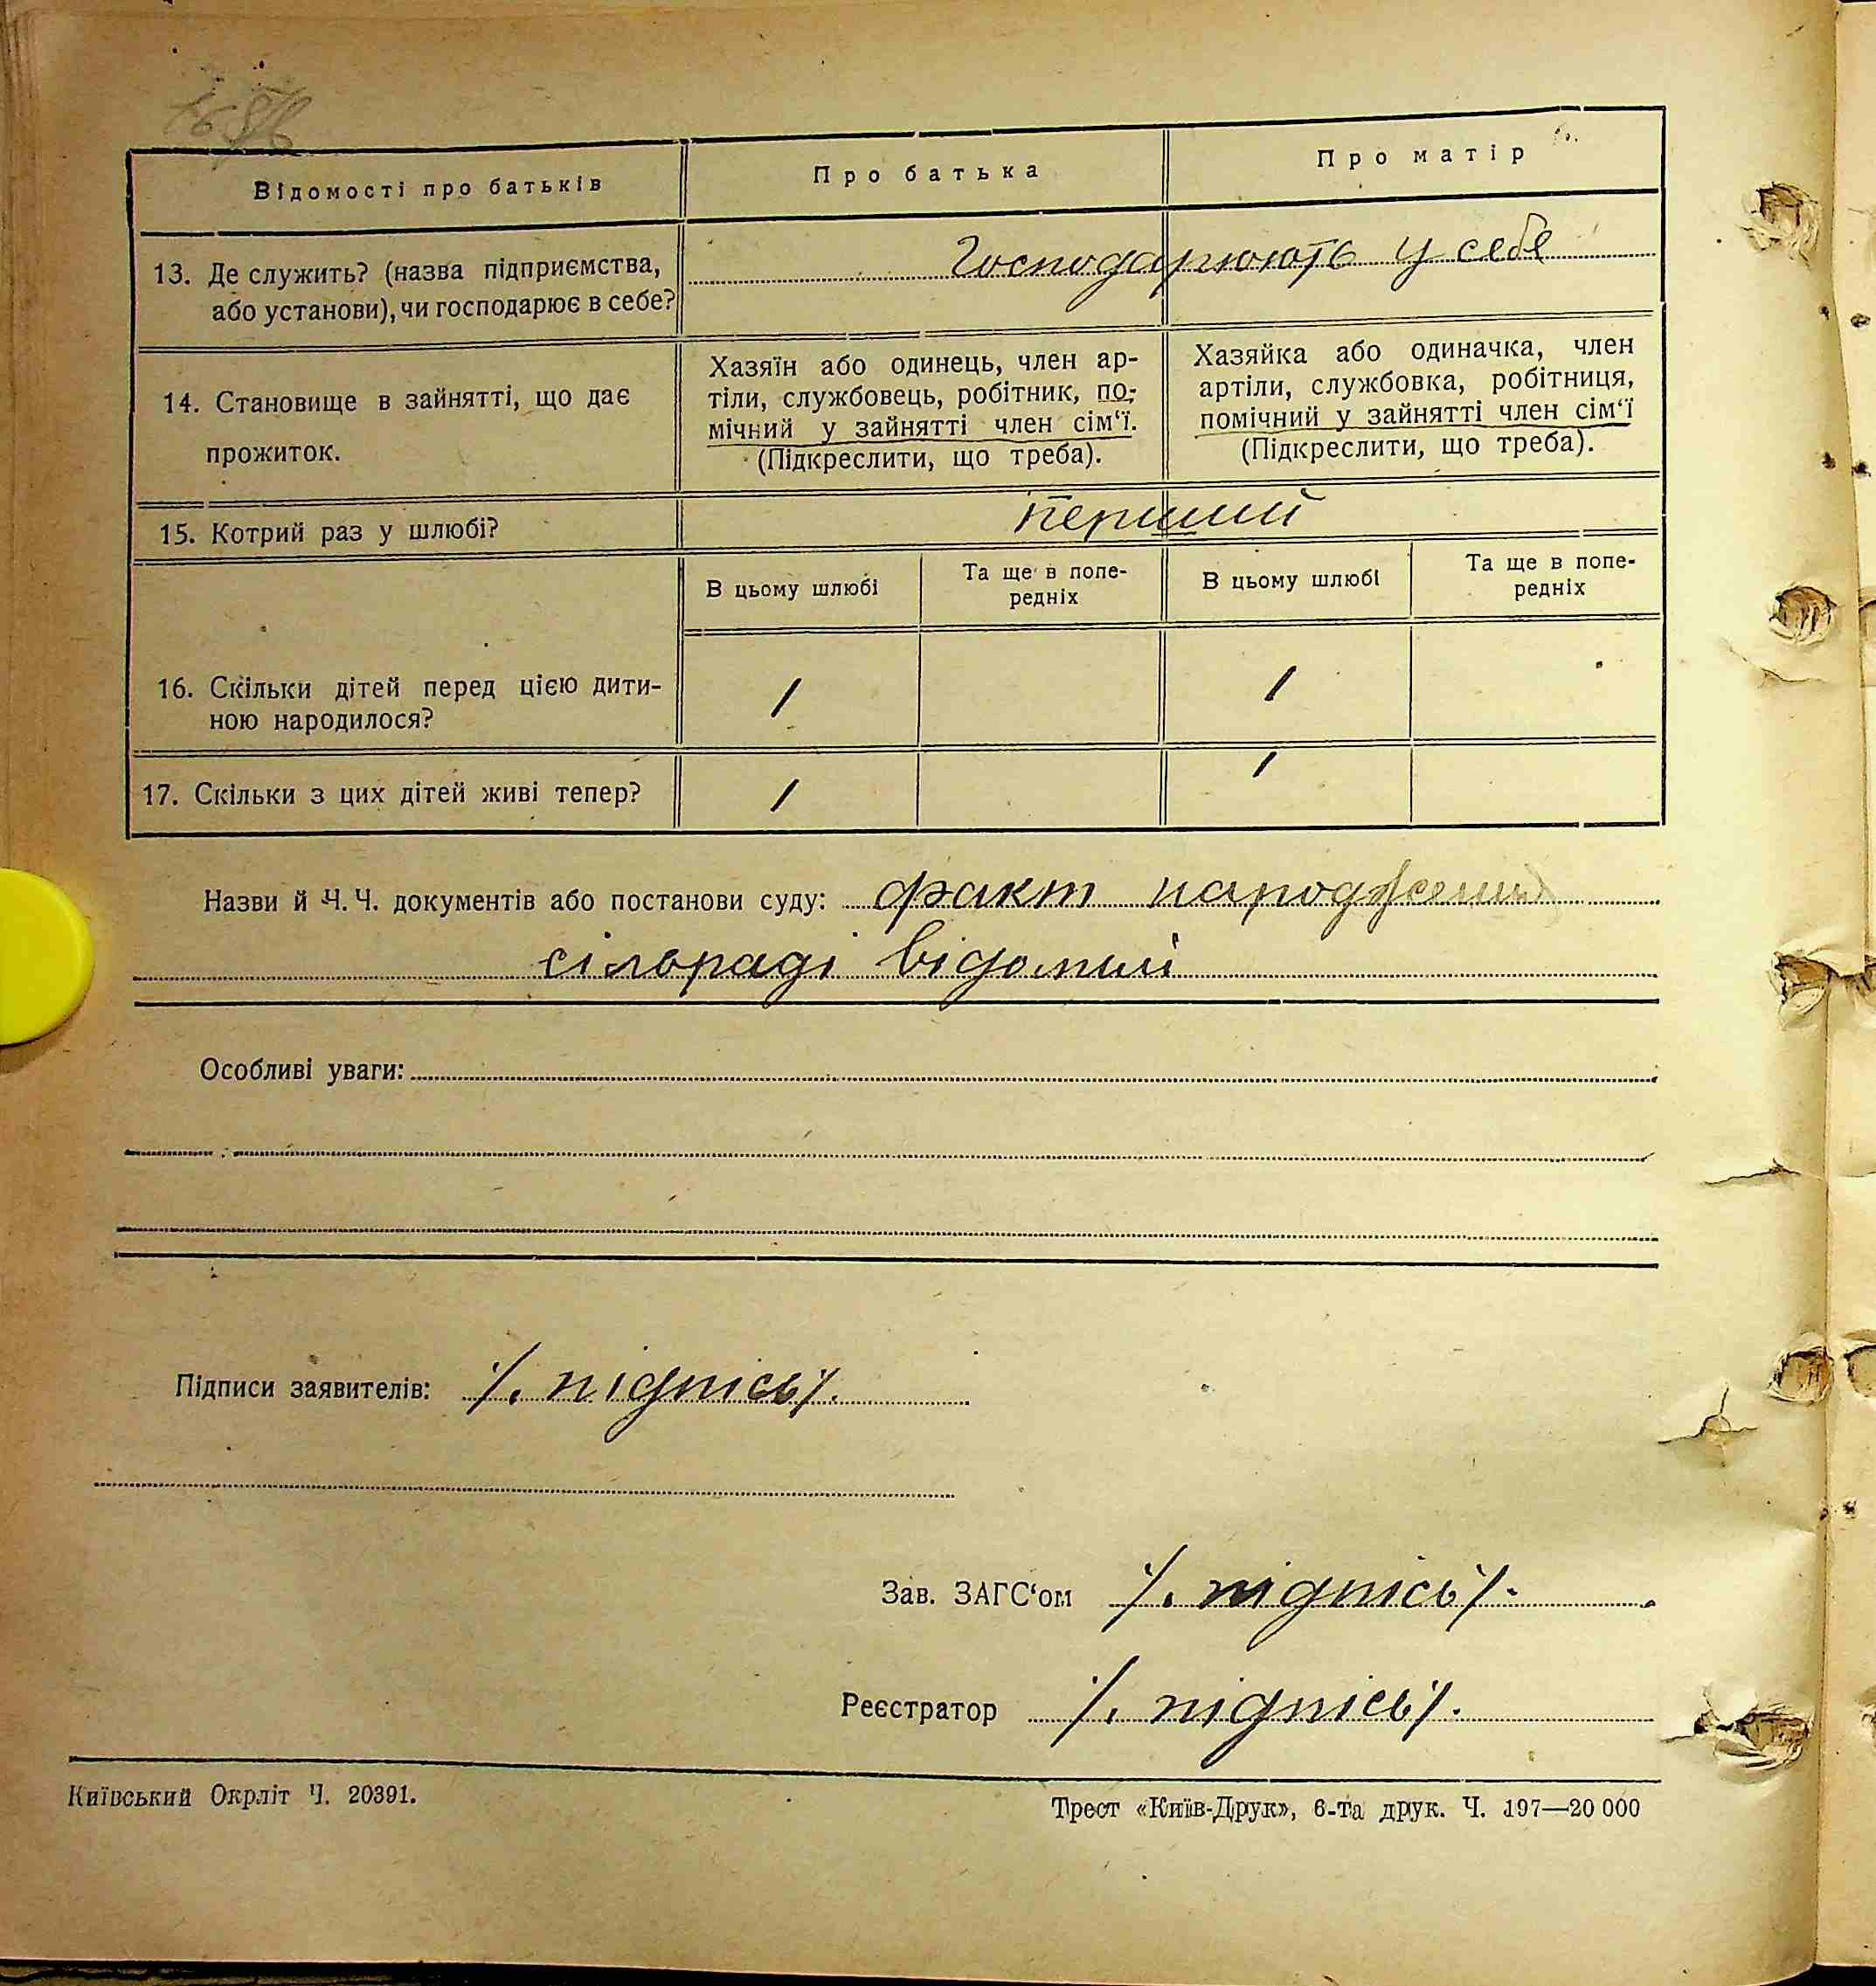 Відомості про батьків
Про батька
Про матір
13. Де служить? (назва підприємства,
або установи), чи господарює в себе?
Господарюють у себе
14. Становище в зайнятті, що дає
прожиток.
Хазяїн або одинець, член ар-
тіли, службовець, робітник, по-
мічний у зайнятті член сім‘ї.
(Підкреслити, що треба).
Хазяйка або одиначка, член
артіли, службовка, робітниця,
помічний у зайнятті член сім‘ї
(Підкреслити, що треба).
15. Котрий раз у шлюбі?
перший
В цьому шлюбі
Та ще в попе-
редніх
В цьому шлюбі
Та ще в попе-
редніх
16. Скільки дітей перед цією дити-
ною народилося?
1
1
17. Скільки з цих дітей живі тепер?
1
1
Назви й Ч. Ч. документів або постанови суду: факт народження
сільраді відомий
Особливі уваги:
Підписи заявителів: /. підпісь /.
Зав. ЗАГС‘ом /. підпісь /.
Реєстратор /. підпісь /.
Київський Окрліт Ч. 20391.
Трест «Київ-Друк», 6-та друк. Ч. 197—20 000